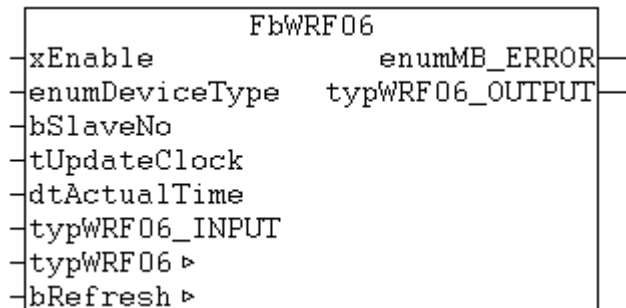 FbWRF06
xEnable enumMB_ERROR
enumDeviceType typWRF06_OUTPUT
bSlaveNo
tUpdateClock
dtActualTime
typWRF06_INPUT
typWRF06 ▹
bRefresh ▹